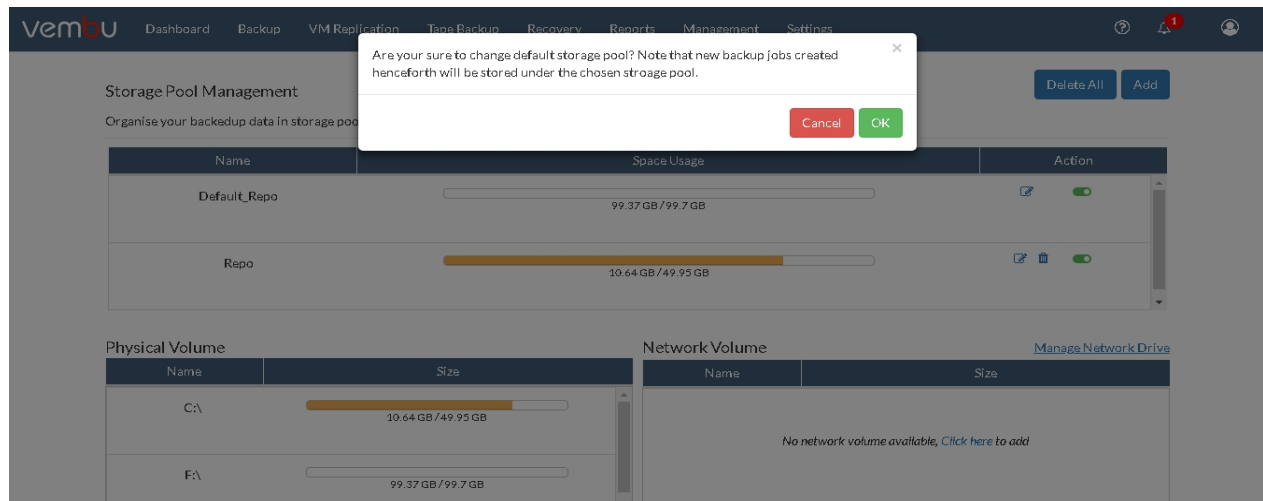 vembu
Dashboard Backup VM Replication Tape Backup Recovery Reports Management Settings 1
Are your sure to change default storage pool? Note that new backup jobs created
henceforth will be stored under the chosen stroage pool.
Cancel OK
Storage Pool Management
Delete All Add
Organise your backedup data in storage poo
Name Space Usage Action
Default_Repo
99.37 GB / 99.7 GB
Repo
10.64 GB / 49.95 GB
Physical Volume
Name Size
C:\
10.64 GB / 49.95 GB
F:\
99.37 GB / 99.7 GB
Network Volume Manage Network Drive
Name Size
No network volume available, Click here to add